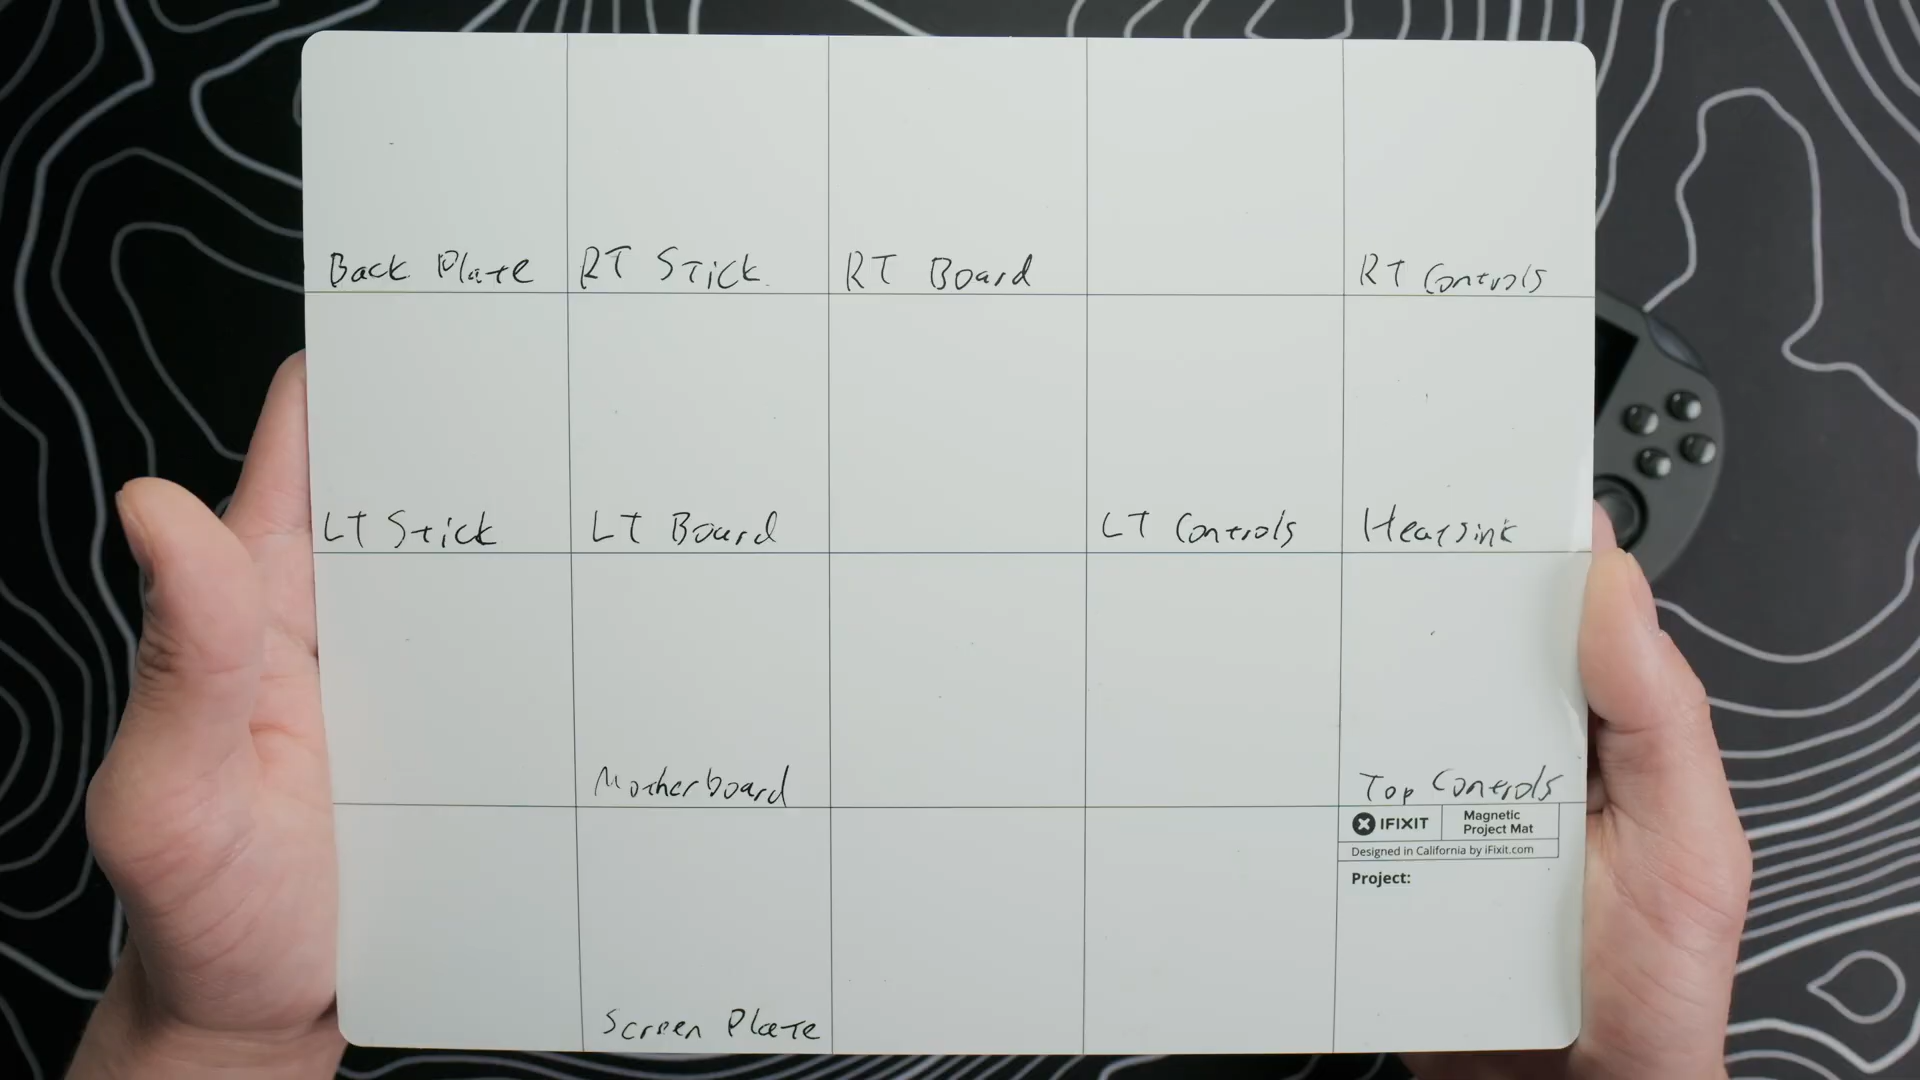 Back Plate
RT Stick
RT Board
RT Controls
LT Stick
LT Board
LT Controls
Heatsink
Motherboard
Top Controls
IFIXIT
Magnetic
Project Mat
Designed in California by iFixit.com
Project:
Screen Plate